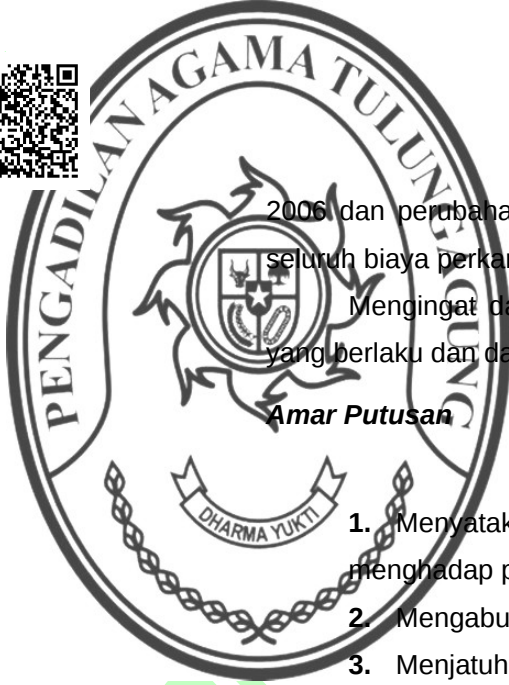 PENGADILAN AGAMA TULUNGAGUNG
DHARMA YUKTI
2006 dan perubaha
seluruh biaya perkar
Mengingat da
yang berlaku dan da
Amar Putusan
1. Menyatak
menghadap p
2. Mengabu
3. Menjatuh